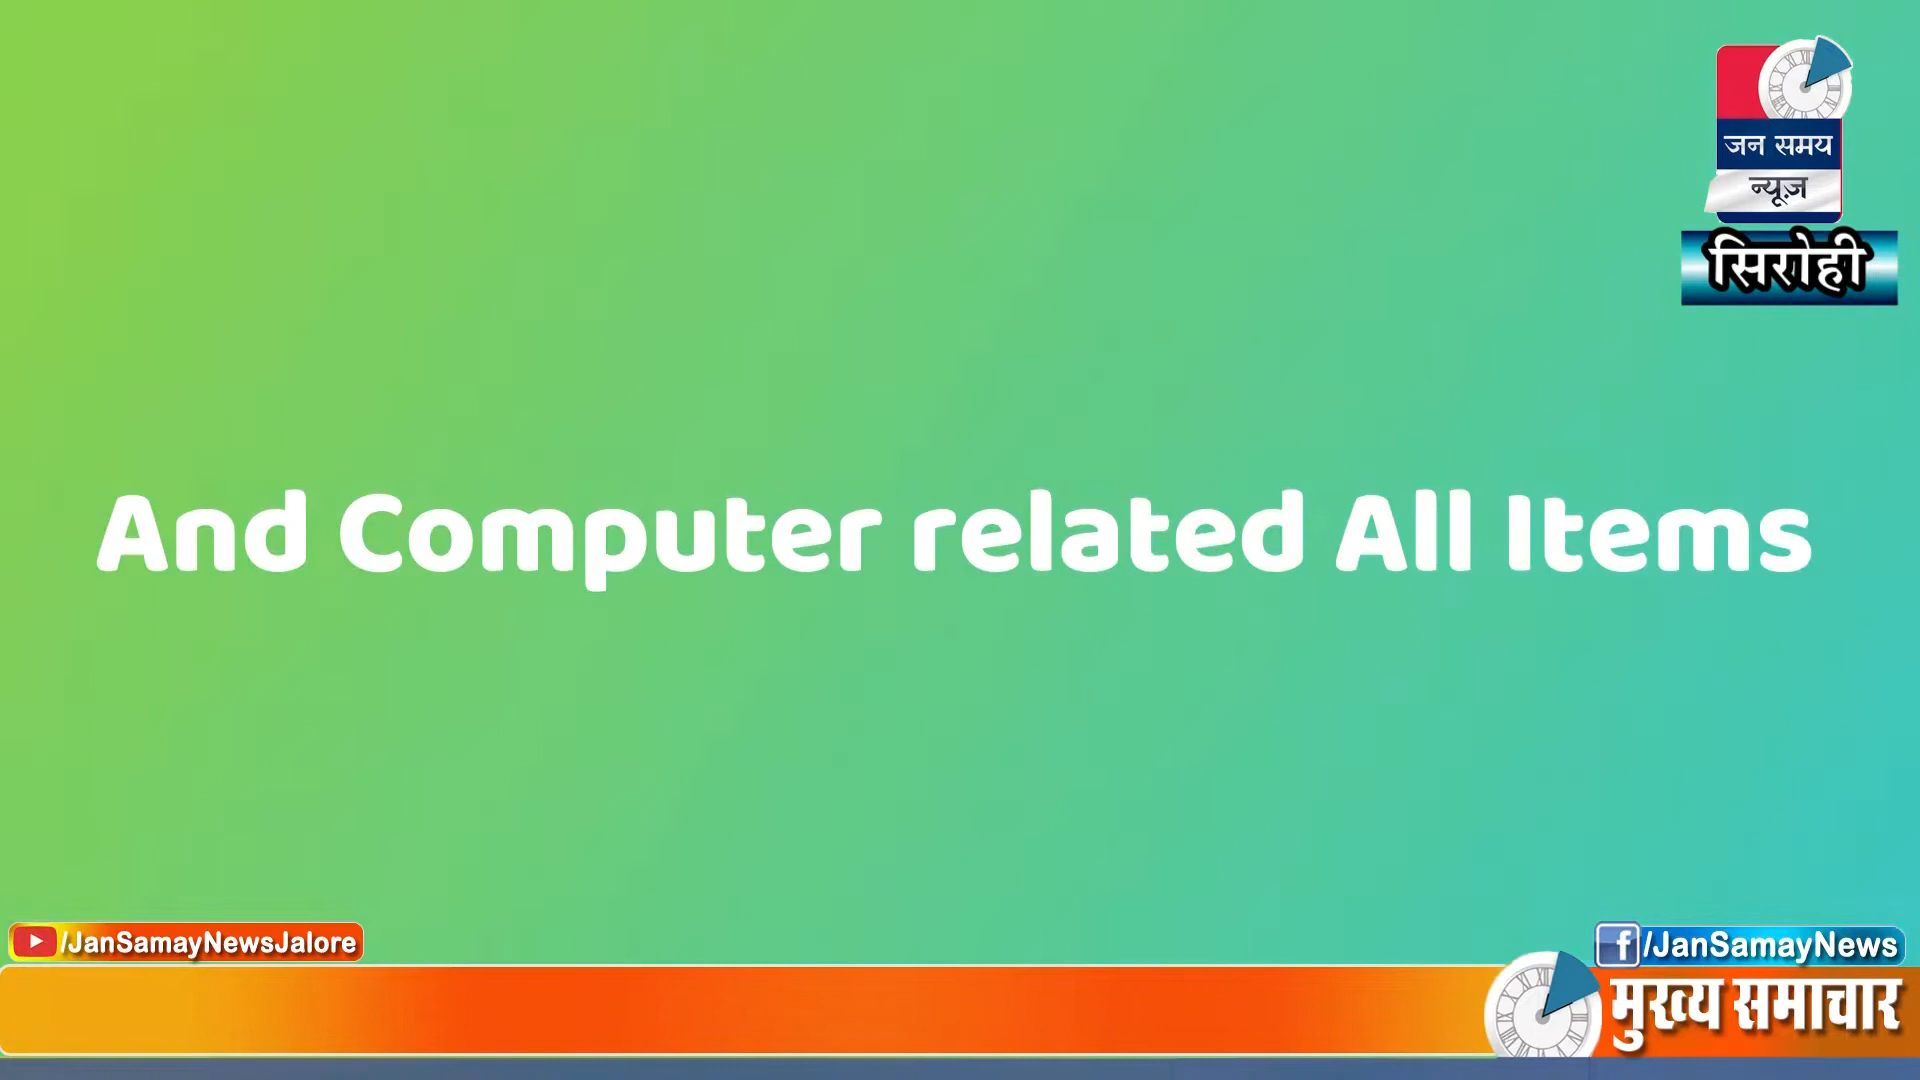 जन समय
न्यूज़
सिरोही
And Computer related All Items
/JanSamayNewsJalore
f/JanSamayNews
मुख्य समाचार